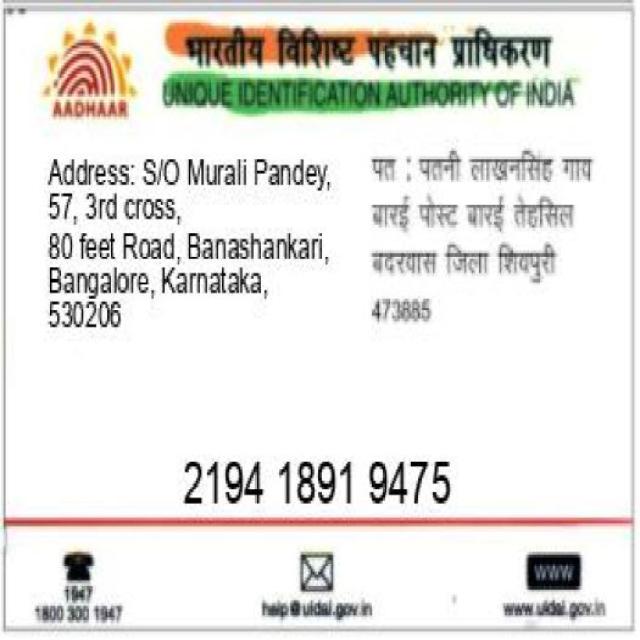 भारतीय विशिष्ट पहचान प्राधिकरण
AADHAAR
UNIQUE IDENTIFICATION AUTHORITY OF INDIA
Address: S/O Murali Pandey,
57, 3rd cross,
80 feet Road, Banashankari,
Bangalore, Karnataka,
530206
पत : पतनी लाखनसिंह गाव
बारई पोस्ट बारई तेहसिल
बदरवास जिला शिवपुरी
473885
2194 1891 9475
1947
1800 300 1947
help@uidai.gov.in
WWW
www.uidai.gov.in